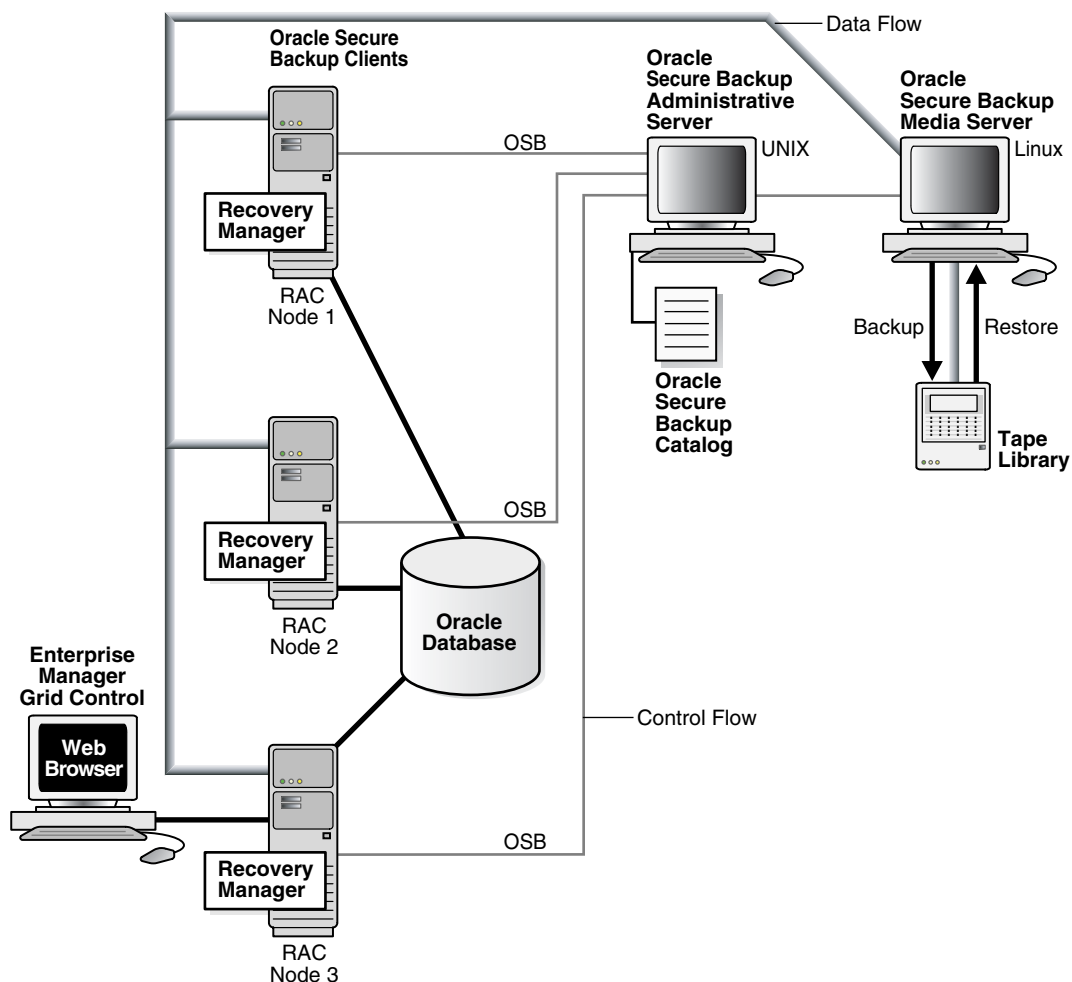 Data Flow
Oracle Secure
Backup Clients
Oracle
Secure Backup
Administrative
Server
Oracle
Secure Backup
Media Server
OSB
UNIX
Linux
Recovery
Manager
RAC
Node 1
Backup
Restore
Oracle
Secure
Backup
Catalog
Tape
Library
OSB
Recovery
Manager
RAC
Node 2
Oracle
Database
Enterprise
Manager
Grid Control
Web
Browser
Control Flow
OSB
Recovery
Manager
RAC
Node 3